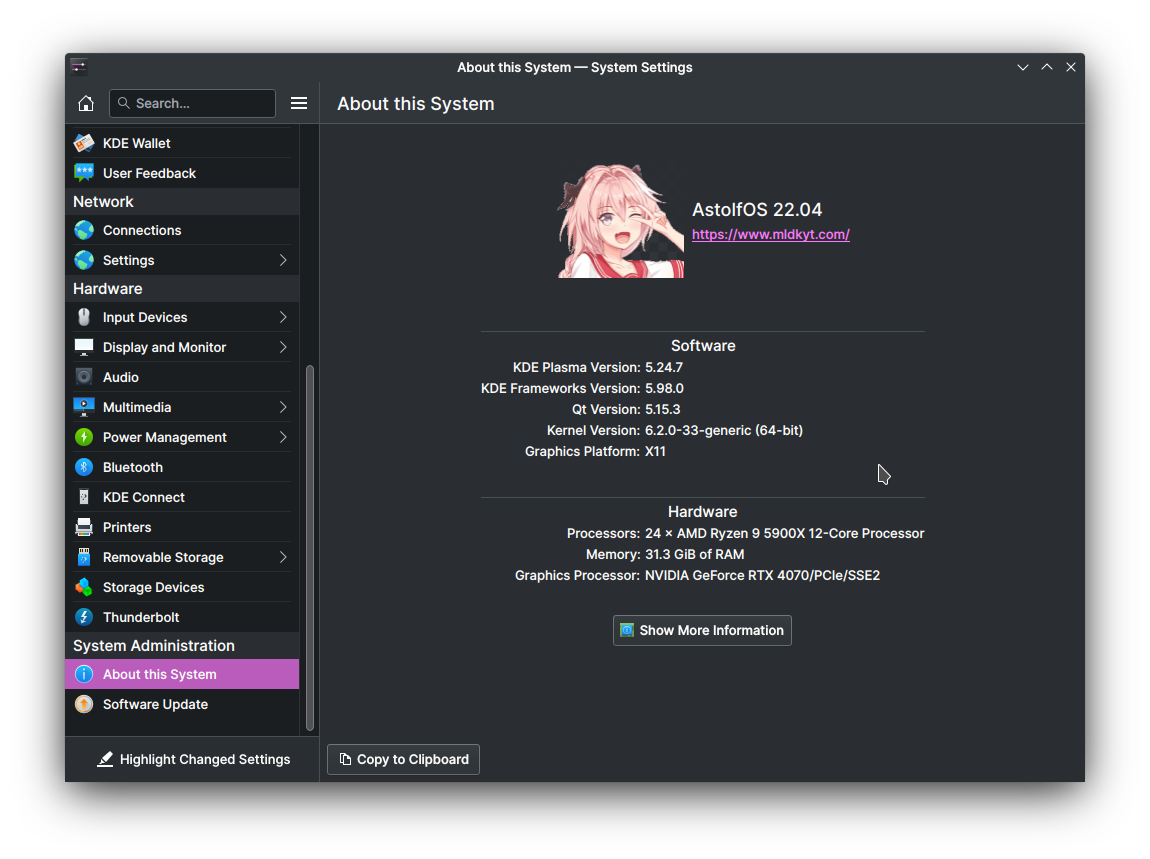 About this System — System Settings
Search...
About this System
KDE Wallet
User Feedback
Network
Connections
Settings
Hardware
Input Devices
Display and Monitor
Audio
Multimedia
Power Management
Bluetooth
KDE Connect
Printers
Removable Storage
Storage Devices
Thunderbolt
System Administration
About this System
Software Update
Highlight Changed Settings
AstolfOS 22.04
https://www.mldkyt.com/
Software
KDE Plasma Version: 5.24.7
KDE Frameworks Version: 5.98.0
Qt Version: 5.15.3
Kernel Version: 6.2.0-33-generic (64-bit)
Graphics Platform: X11
Hardware
Processors: 24 × AMD Ryzen 9 5900X 12-Core Processor
Memory: 31.3 GiB of RAM
Graphics Processor: NVIDIA GeForce RTX 4070/PCIe/SSE2
Show More Information
Copy to Clipboard